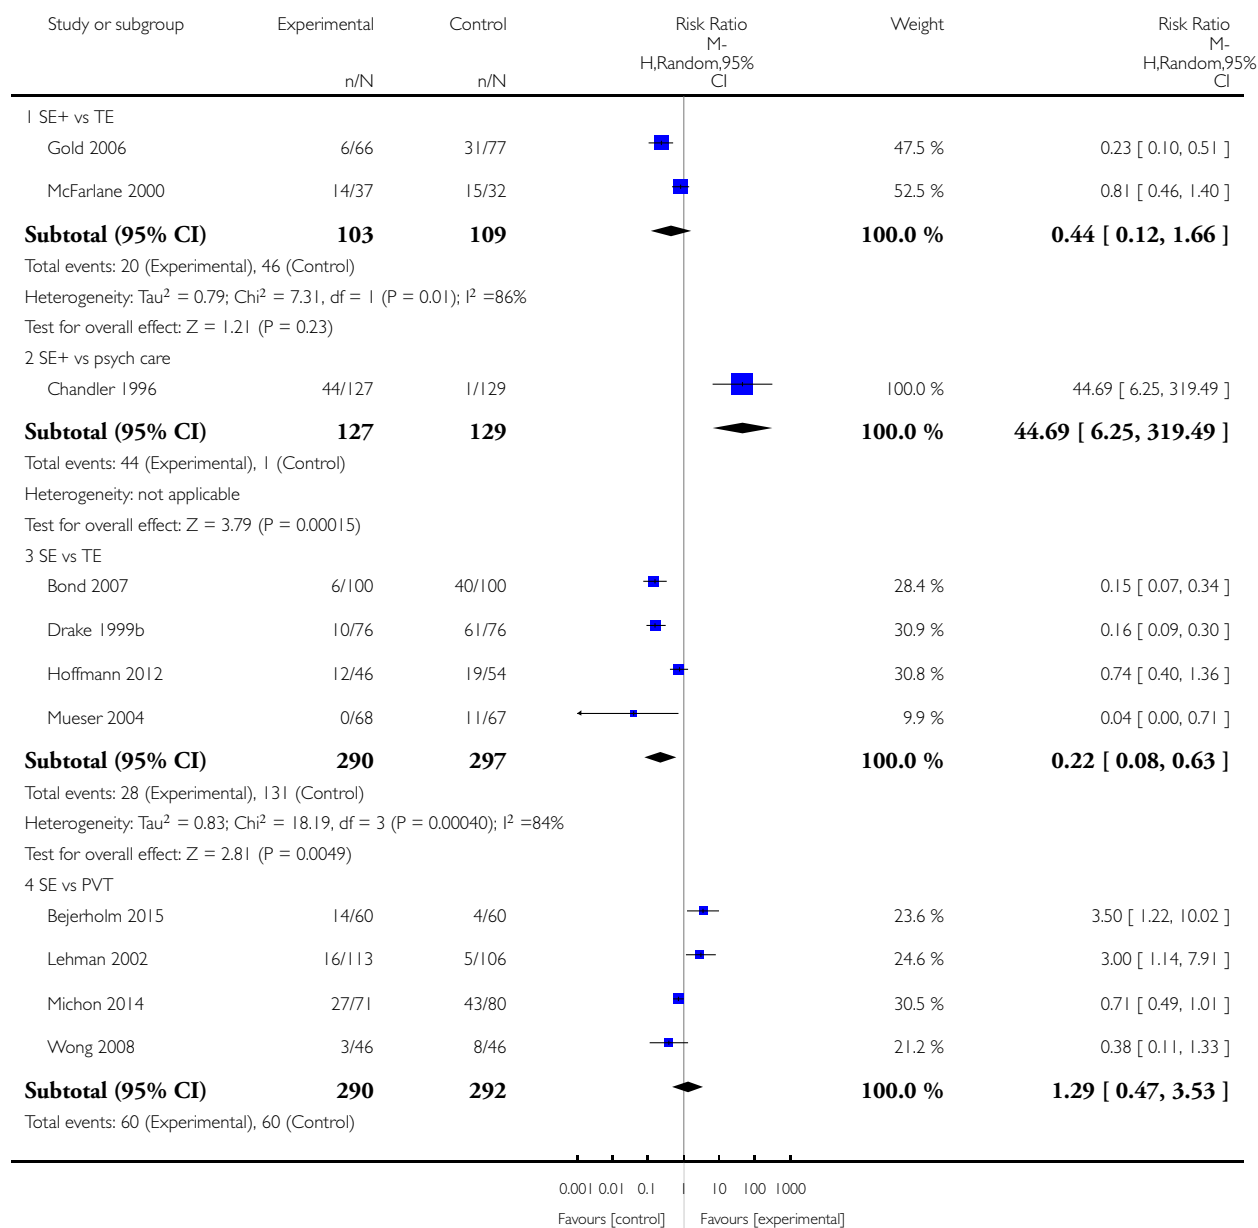 Study or subgroup Experimental Control Risk Ratio Weight Risk Ratio
M- M-
H,Random,95% H,Random,95%
n/N n/N CI CI
1 SE+ vs TE
Gold 2006 6/66 31/77 47.5 % 0.23 [ 0.10, 0.51 ]
McFarlane 2000 14/37 15/32 52.5 % 0.81 [ 0.46, 1.40 ]
Subtotal (95% CI) 103 109 100.0 % 0.44 [ 0.12, 1.66 ]
Total events: 20 (Experimental), 46 (Control)
Heterogeneity: Tau² = 0.79; Chi² = 7.31, df = 1 (P = 0.01); I² =86%
Test for overall effect: Z = 1.21 (P = 0.23)
2 SE+ vs psych care
Chandler 1996 44/127 1/129 100.0 % 44.69 [ 6.25, 319.49 ]
Subtotal (95% CI) 127 129 100.0 % 44.69 [ 6.25, 319.49 ]
Total events: 44 (Experimental), 1 (Control)
Heterogeneity: not applicable
Test for overall effect: Z = 3.79 (P = 0.00015)
3 SE vs TE
Bond 2007 6/100 40/100 28.4 % 0.15 [ 0.07, 0.34 ]
Drake 1999b 10/76 61/76 30.9 % 0.16 [ 0.09, 0.30 ]
Hoffmann 2012 12/46 19/54 30.8 % 0.74 [ 0.40, 1.36 ]
Mueser 2004 0/68 11/67 9.9 % 0.04 [ 0.00, 0.71 ]
Subtotal (95% CI) 290 297 100.0 % 0.22 [ 0.08, 0.63 ]
Total events: 28 (Experimental), 131 (Control)
Heterogeneity: Tau² = 0.83; Chi² = 18.19, df = 3 (P = 0.00040); I² =84%
Test for overall effect: Z = 2.81 (P = 0.0049)
4 SE vs PVT
Bejerholm 2015 14/60 4/60 23.6 % 3.50 [ 1.22, 10.02 ]
Lehman 2002 16/113 5/106 24.6 % 3.00 [ 1.14, 7.91 ]
Michon 2014 27/71 43/80 30.5 % 0.71 [ 0.49, 1.01 ]
Wong 2008 3/46 8/46 21.2 % 0.38 [ 0.11, 1.33 ]
Subtotal (95% CI) 290 292 100.0 % 1.29 [ 0.47, 3.53 ]
Total events: 60 (Experimental), 60 (Control)
0.001 0.01 0.1 1 10 100 1000
Favours [control] Favours [experimental]